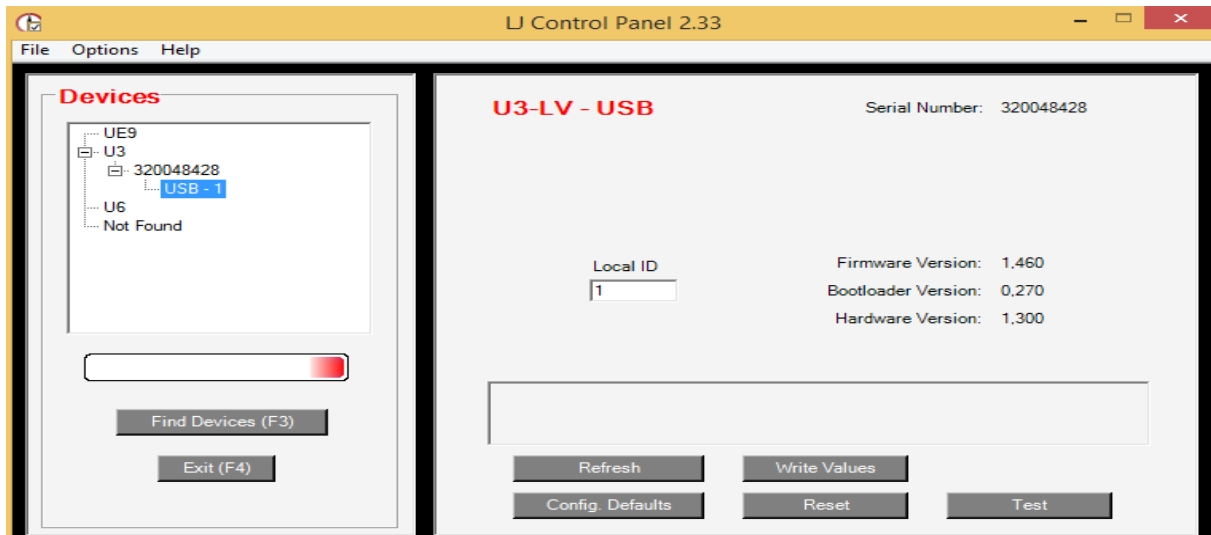 LJ Control Panel 2.33
File Options Help
Devices
UE9
U3
320048428
USB - 1
U6
Not Found
Find Devices (F3)
Exit (F4)
U3-LV - USB
Serial Number: 320048428
Local ID
1
Firmware Version: 1,460
Bootloader Version: 0,270
Hardware Version: 1,300
Refresh
Write Values
Config. Defaults
Reset
Test